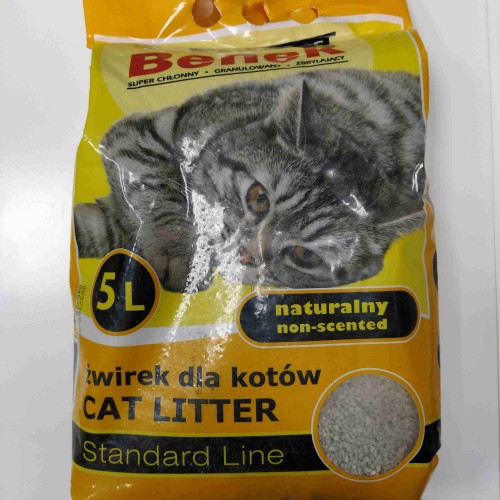 Benek
SUPER CHŁONNY • GRANULOWANY • ZBRYLAJĄCY
5 L
naturalny
non-scented
żwirek dla kotów
CAT LITTER
Standard Line